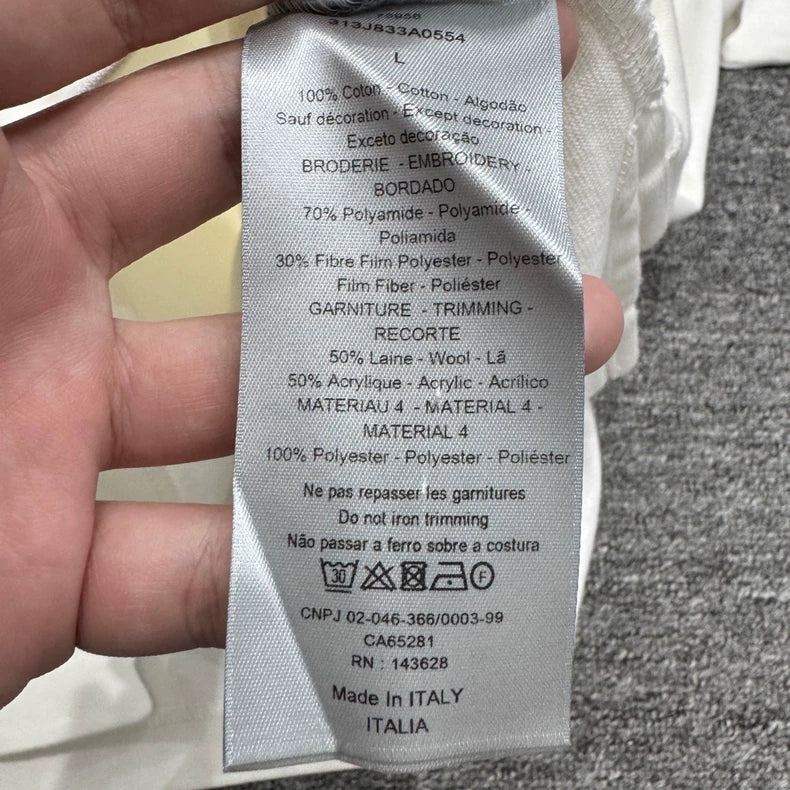 313J833A0554
L
100% Coton - Cotton - Algodão
Sauf décoration - Except decoration -
Exceto decoração
BRODERIE - EMBROIDERY -
BORDADO
70% Polyamide - Polyamide -
Poliamida
30% Fibre Film Polyester - Polyester
Film Fiber - Poliéster
GARNITURE - TRIMMING -
RECORTE
50% Laine - Wool - Lã
50% Acrylique - Acrylic - Acrílico
MATERIAU 4 - MATERIAL 4 -
MATERIAL 4
100% Polyester - Polyester - Poliéster
Ne pas repasser les garnitures
Do not iron trimming
Não passar a ferro sobre a costura
30 F
CNPJ 02-046-366/0003-99
CA65281
RN : 143628
Made In ITALY
ITALIA